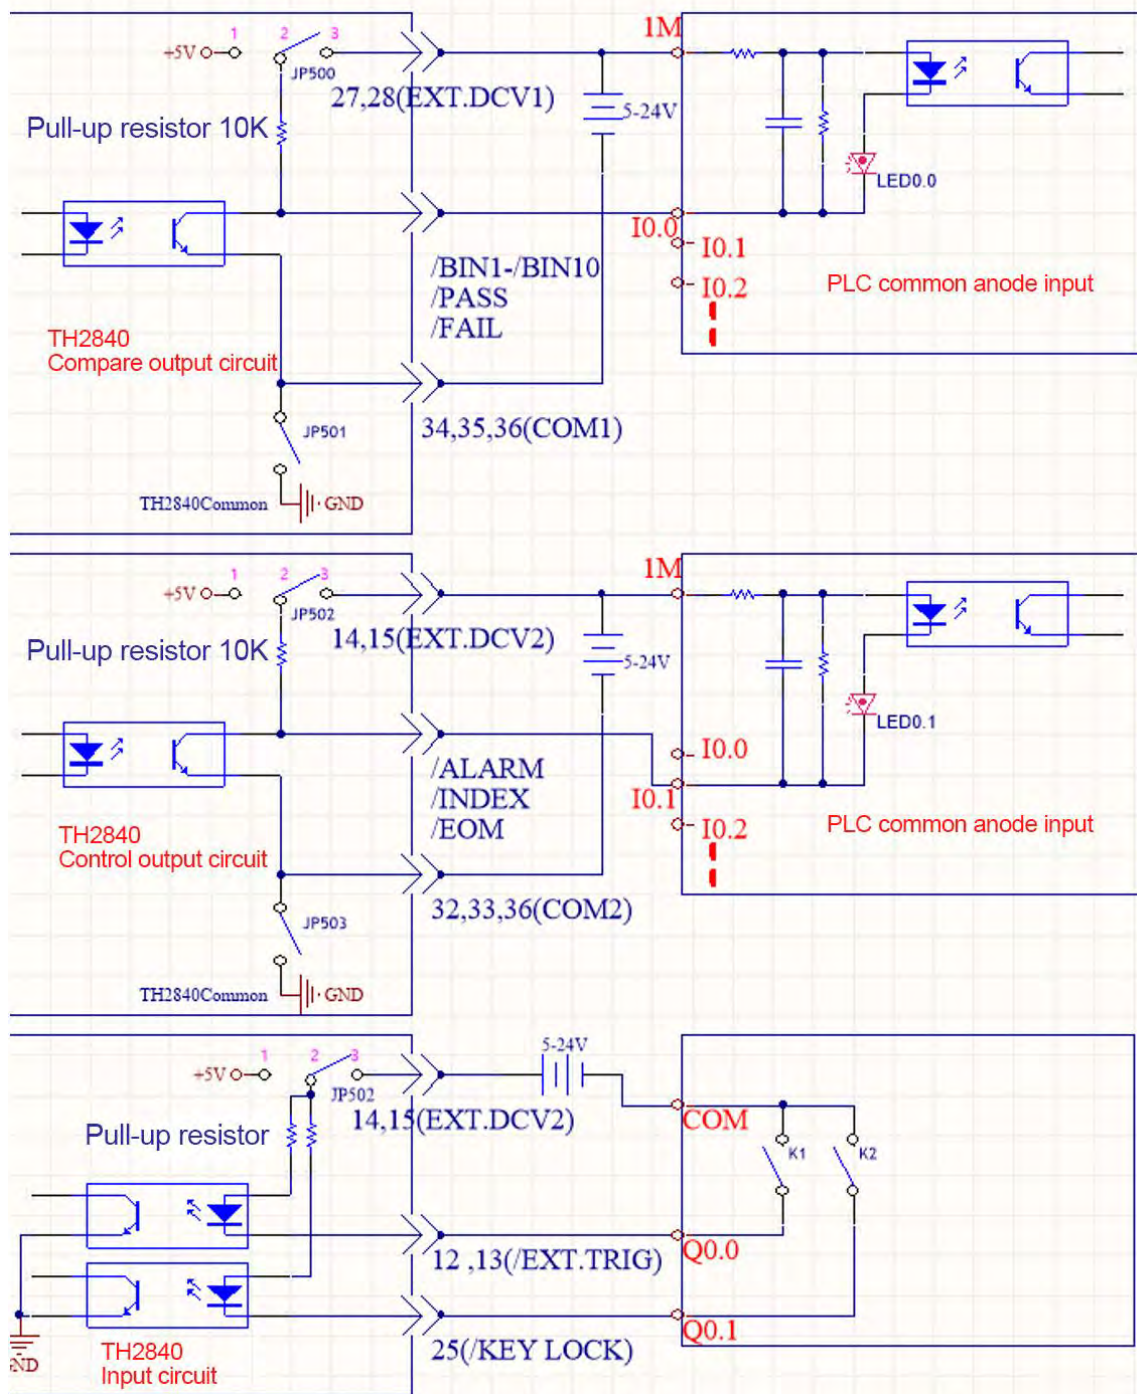 1 2 3
+5V
JP500
27,28(EXT.DCV1)
Pull-up resistor 10K
5-24V
1M
LED0.0
I0.0
I0.1
I0.2
PLC common anode input
/BIN1-/BIN10
/PASS
/FAIL
TH2840
Compare output circuit
34,35,36(COM1)
JP501
TH2840Common
GND
1 2 3
+5V
JP502
14,15(EXT.DCV2)
Pull-up resistor 10K
5-24V
1M
LED0.1
I0.0
I0.1
I0.2
PLC common anode input
/ALARM
/INDEX
/EOM
TH2840
Control output circuit
32,33,36(COM2)
JP503
TH2840Common
GND
1 2 3
+5V
JP502
14,15(EXT.DCV2)
5-24V
COM
Pull-up resistor
K1
K2
12 ,13(/EXT.TRIG)
Q0.0
25(/KEY LOCK)
Q0.1
TH2840
Input circuit
ND